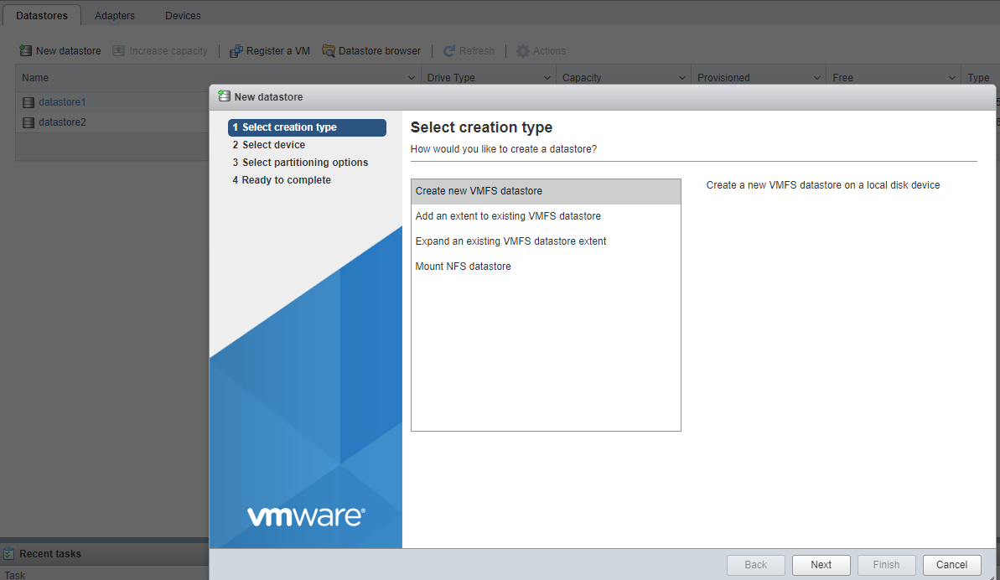 Datastores Adapters Devices
New datastore Increase capacity Register a VM Datastore browser Refresh Actions
Name Drive Type Capacity Provisioned Free Type
datastore1
datastore2
New datastore
1 Select creation type
2 Select device
3 Select partitioning options
4 Ready to complete
vmware®
Select creation type
How would you like to create a datastore?
Create new VMFS datastore
Add an extent to existing VMFS datastore
Expand an existing VMFS datastore extent
Mount NFS datastore
Create a new VMFS datastore on a local disk device
Back Next Finish Cancel
Recent tasks
Task